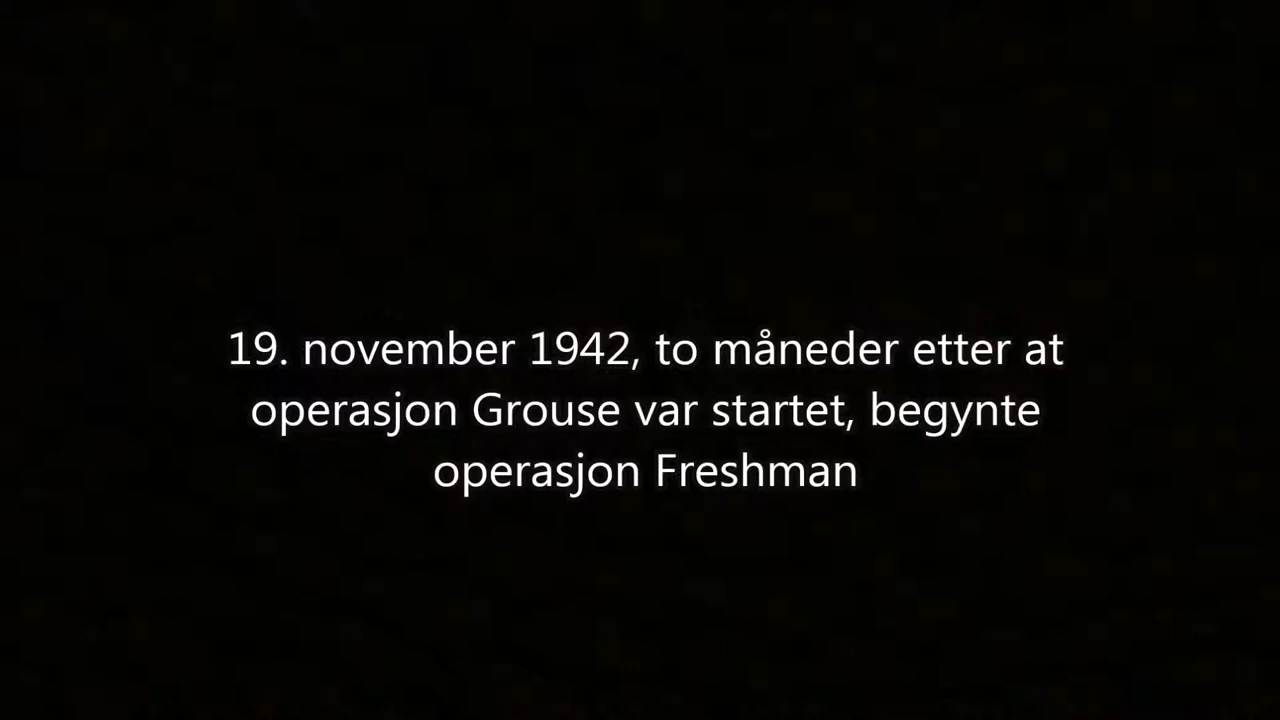 19. november 1942, to måneder etter at
operasjon Grouse var startet, begynte
operasjon Freshman